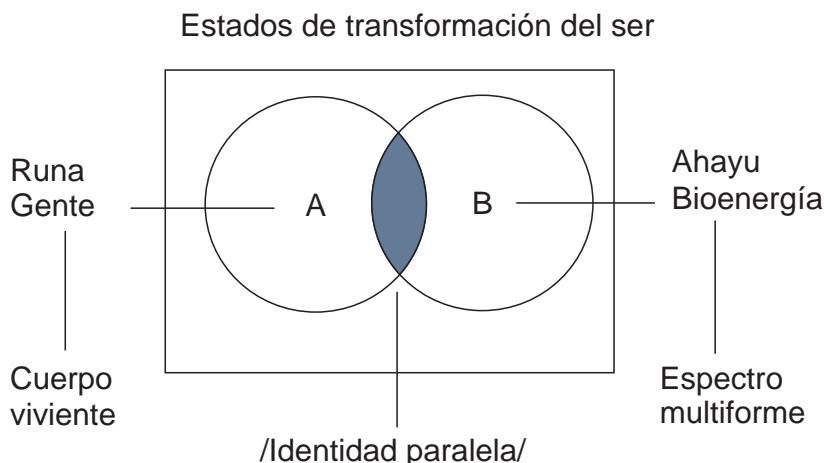 Estados de transformación del ser
Runa
Gente
A
B
Ahayu
Bioenergía
Cuerpo
viviente
Espectro
multiforme
/Identidad paralela/